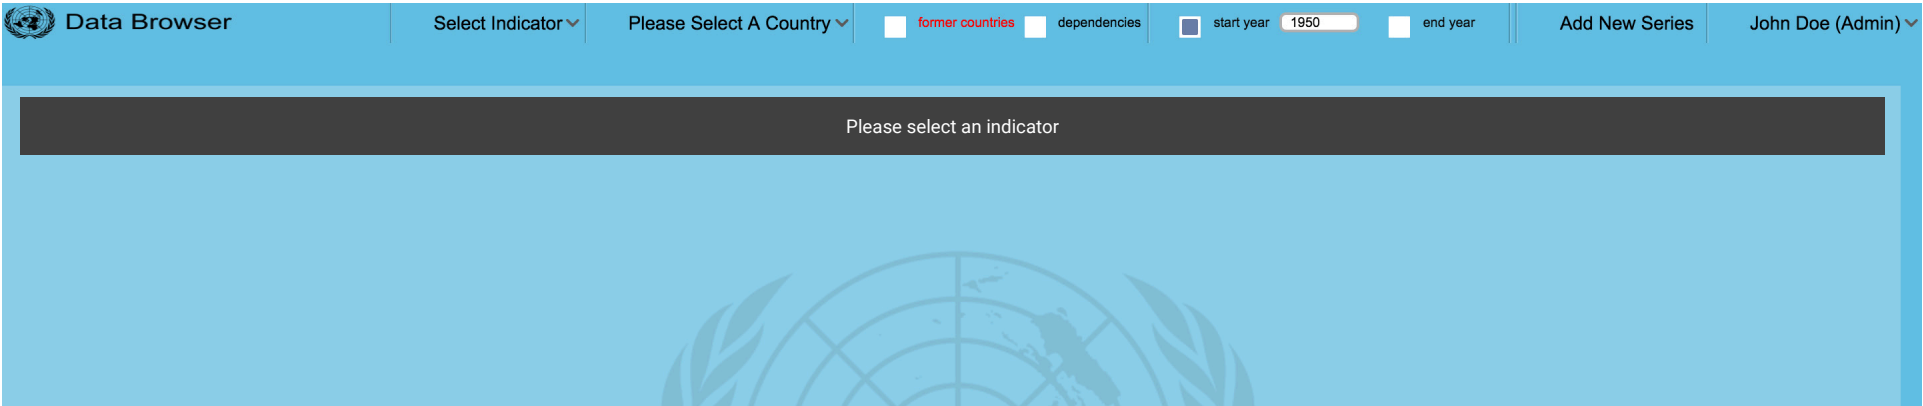 Data Browser Select Indicator Please Select A Country former countries dependencies start year 1950 end year Add New Series John Doe (Admin)
Please select an indicator